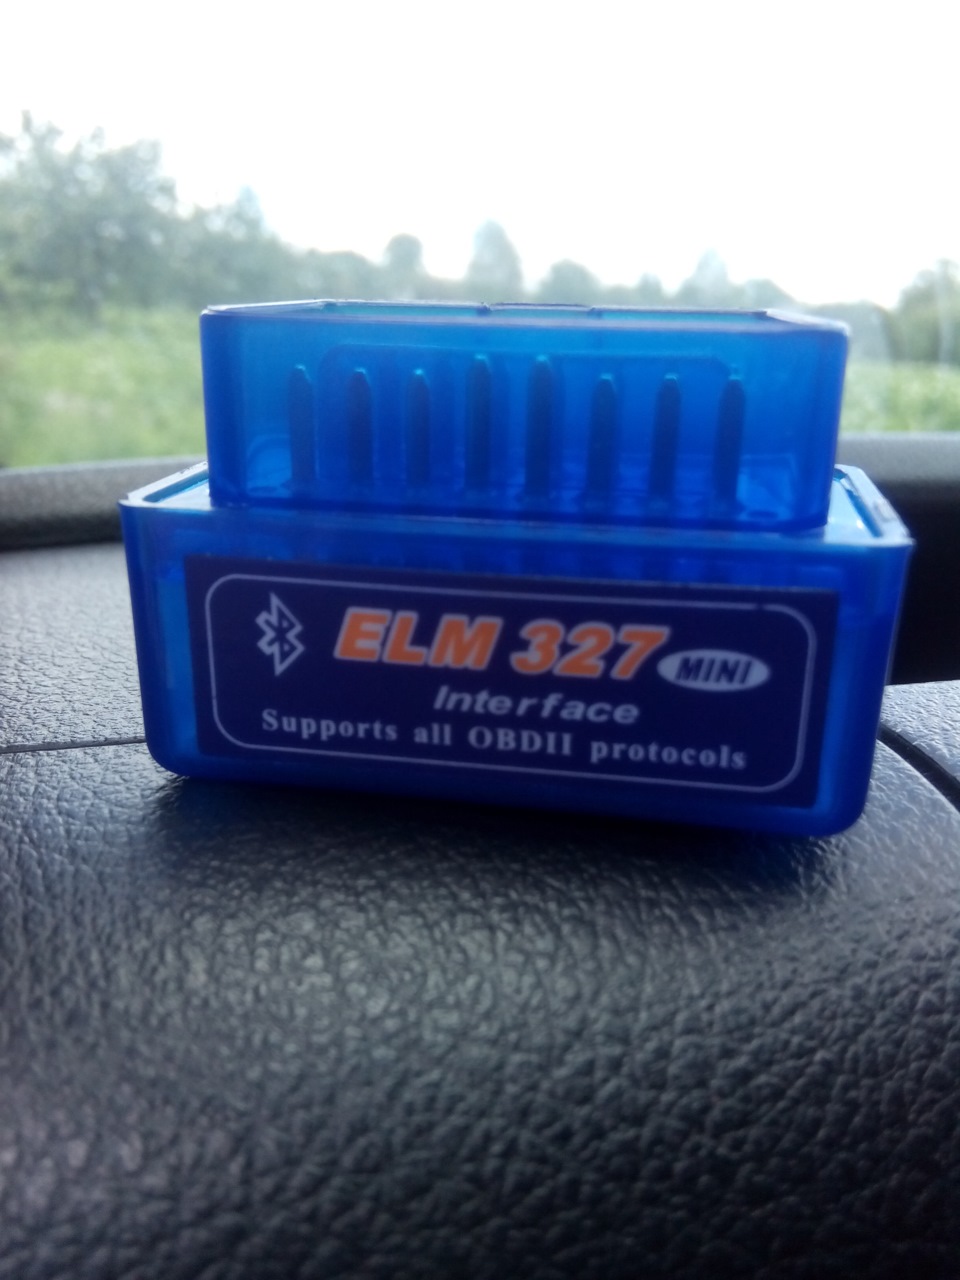 ELM 327 MINI
Interface
Supports all OBDII protocols